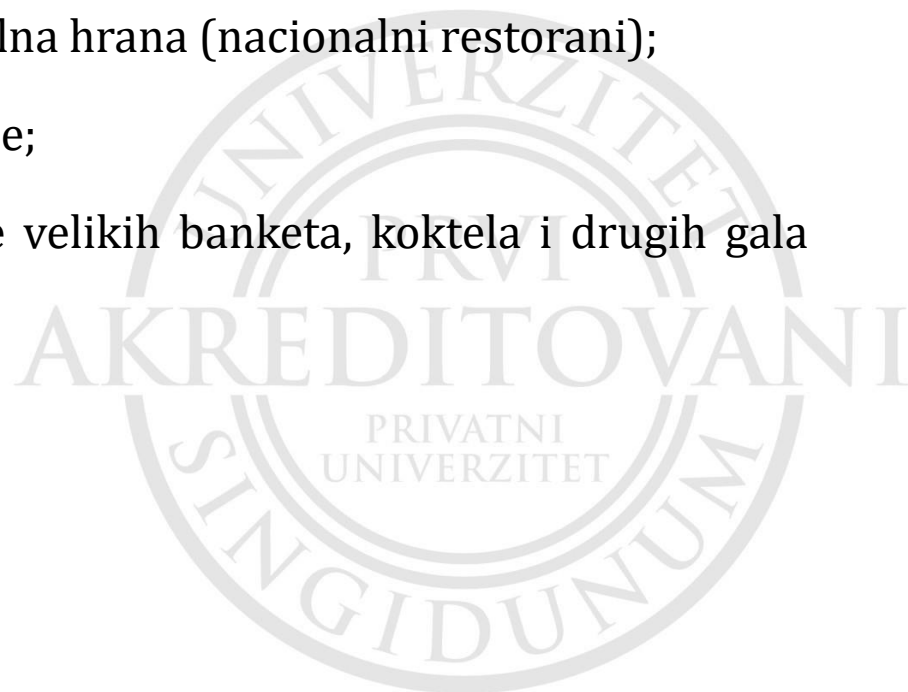 lna hrana (nacionalni restorani);
e;
e velikih banketa, koktela i drugih gala
UNIVERZITET
PRVI
AKREDITOVANI
PRIVATNI
UNIVERZITET
SINGIDUNUM